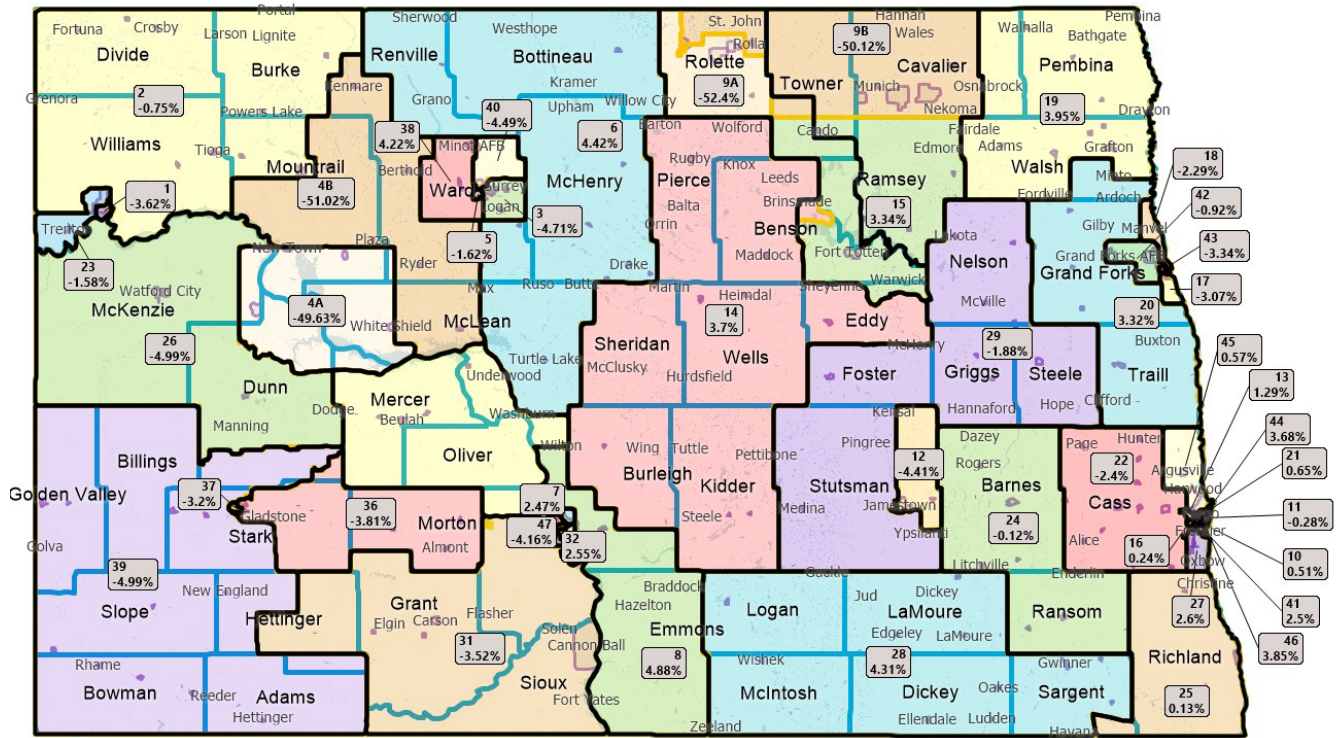 Portal
Fortuna
Crosby
Larson
Lignite
Sherwood
Westhope
St. John
Hannah
Wales
Walhalla
Pembina
Bathgate
Divide
Burke
Renville
Bottineau
Rolla
Rolette
9B
-50.12%
Towner
Cavalier
Pembina
2
-0.75%
Grenora
Kenmare
Kramer
9A
-52.4%
Munich
Osnabrock
Powers Lake
Grano
Upham
Willow City
Nekoma
19
3.95%
Drayton
40
-4.49%
38
4.22%
6
4.42%
Barton
Wolford
Cando
Fairdale
Adams
Edmore
Grafton
Williams
Tioga
Mountrail
Minot AFB
Berthold
Rugby
Knox
Walsh
18
-2.29%
1
-3.62%
4B
-51.02%
Ward
Surrey
Logan
McHenry
Pierce
Leeds
Ramsey
Minto
Fordville
Ardoch
42
-0.92%
Trenton
3
-4.71%
Balta
Orrin
Brinsmade
Benson
15
3.34%
Gilby
Manvel
43
-3.34%
5
-1.62%
New Town
Plaza
Ryder
Drake
Maddock
Fort Totten
Lakota
Nelson
Grand Forks AFB
Grand Forks
23
-1.58%
Watford City
McKenzie
4A
-49.63%
Max
Ruso
Butte
Martin
Heimdal
Sheyenne
Warwick
McVille
17
-3.07%
White Shield
McLean
14
3.7%
Eddy
20
3.32%
26
-4.99%
Sheridan
Wells
McHenry
29
-1.88%
Buxton
45
0.57%
Turtle Lake
McClusky
Underwood
Hurdsfield
Foster
Griggs
Steele
Traill
13
1.29%
Dunn
Mercer
Beulah
Dodge
Washburn
Kensal
Hannaford
Hope
Clifford
44
3.68%
Manning
Wilton
Wing
Tuttle
Pettibone
Pingree
Dazey
Page
Hunter
21
0.65%
Billings
Oliver
12
-4.41%
Rogers
22
-2.4%
Argusville
Harwood
Golden Valley
37
-3.2%
Burleigh
Kidder
Stutsman
Barnes
Cass
11
-0.28%
Gladstone
36
-3.81%
Morton
7
2.47%
Steele
Medina
Jamestown
24
-0.12%
Stark
Almont
47
-4.16%
32
2.55%
Ypsilanti
Alice
16
0.24%
Golva
10
0.51%
39
-4.99%
Gackle
Litchville
Enderlin
Oxbow
Christine
New England
Braddock
Jud
Dickey
27
2.6%
41
2.5%
Slope
Hettinger
Grant
Elgin
Carson
Flasher
Hazelton
Logan
LaMoure
Ransom
46
3.85%
31
-3.52%
Solen
Cannon Ball
Emmons
Edgeley
LaMoure
Richland
Rhame
8
4.88%
Wishek
28
4.31%
Gwinner
Bowman
Reeder
Adams
Hettinger
Sioux
Fort Yates
McIntosh
Dickey
Oakes
Sargent
25
0.13%
Zeeland
Ellendale
Ludden
Havana